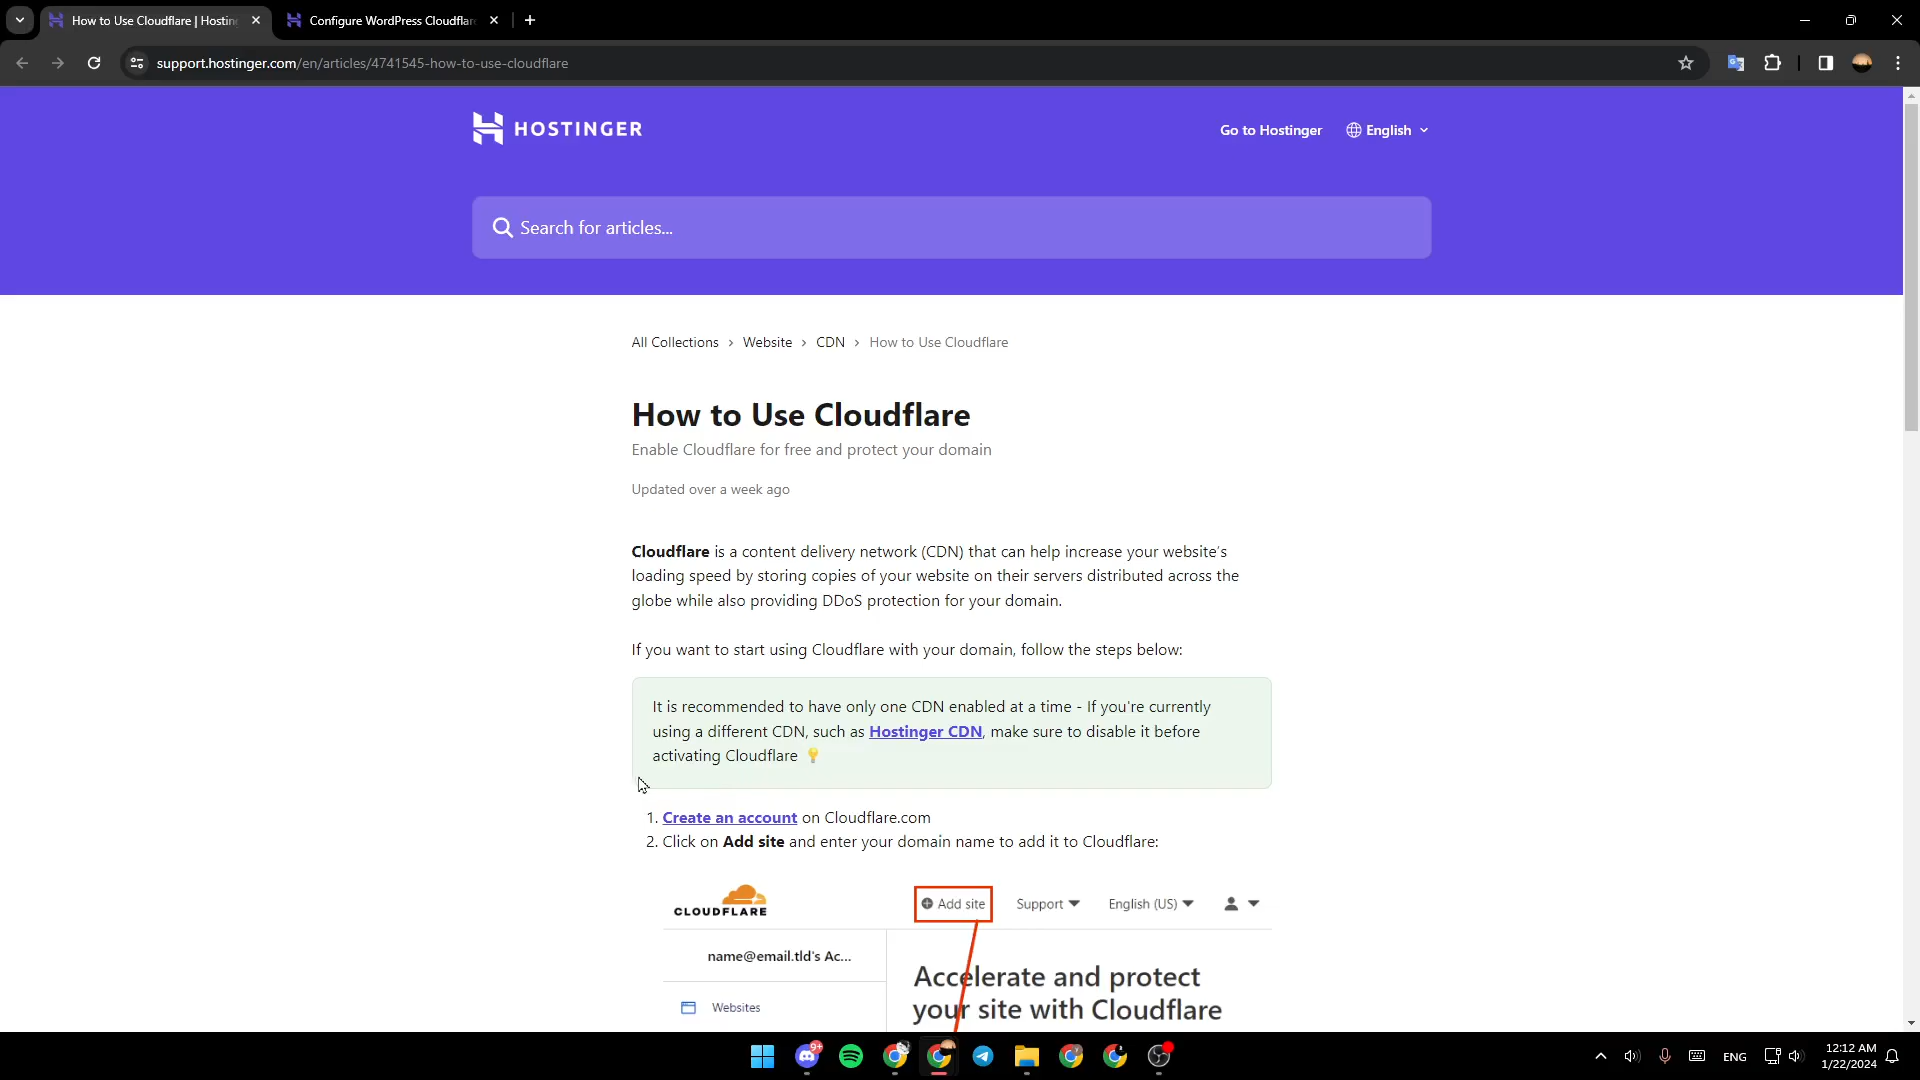 How to Use Cloudflare | Hostin
Configure WordPress Cloudflar
support.hostinger.com/en/articles/4741545-how-to-use-cloudflare
HOSTINGER
Go to Hostinger
English
Search for articles...
All Collections > Website > CDN > How to Use Cloudflare
How to Use Cloudflare
Enable Cloudflare for free and protect your domain
Updated over a week ago
Cloudflare is a content delivery network (CDN) that can help increase your website's
loading speed by storing copies of your website on their servers distributed across the
globe while also providing DDoS protection for your domain.
If you want to start using Cloudflare with your domain, follow the steps below:
It is recommended to have only one CDN enabled at a time - If you're currently
using a different CDN, such as Hostinger CDN, make sure to disable it before
activating Cloudflare 💡
1. Create an account on Cloudflare.com
2. Click on Add site and enter your domain name to add it to Cloudflare:
CLOUDFLARE
Add site
Support
English (US)
name@email.tld's Ac...
Accelerate and protect
your site with Cloudflare
Websites
9+
ENG
12:12 AM
1/22/2024